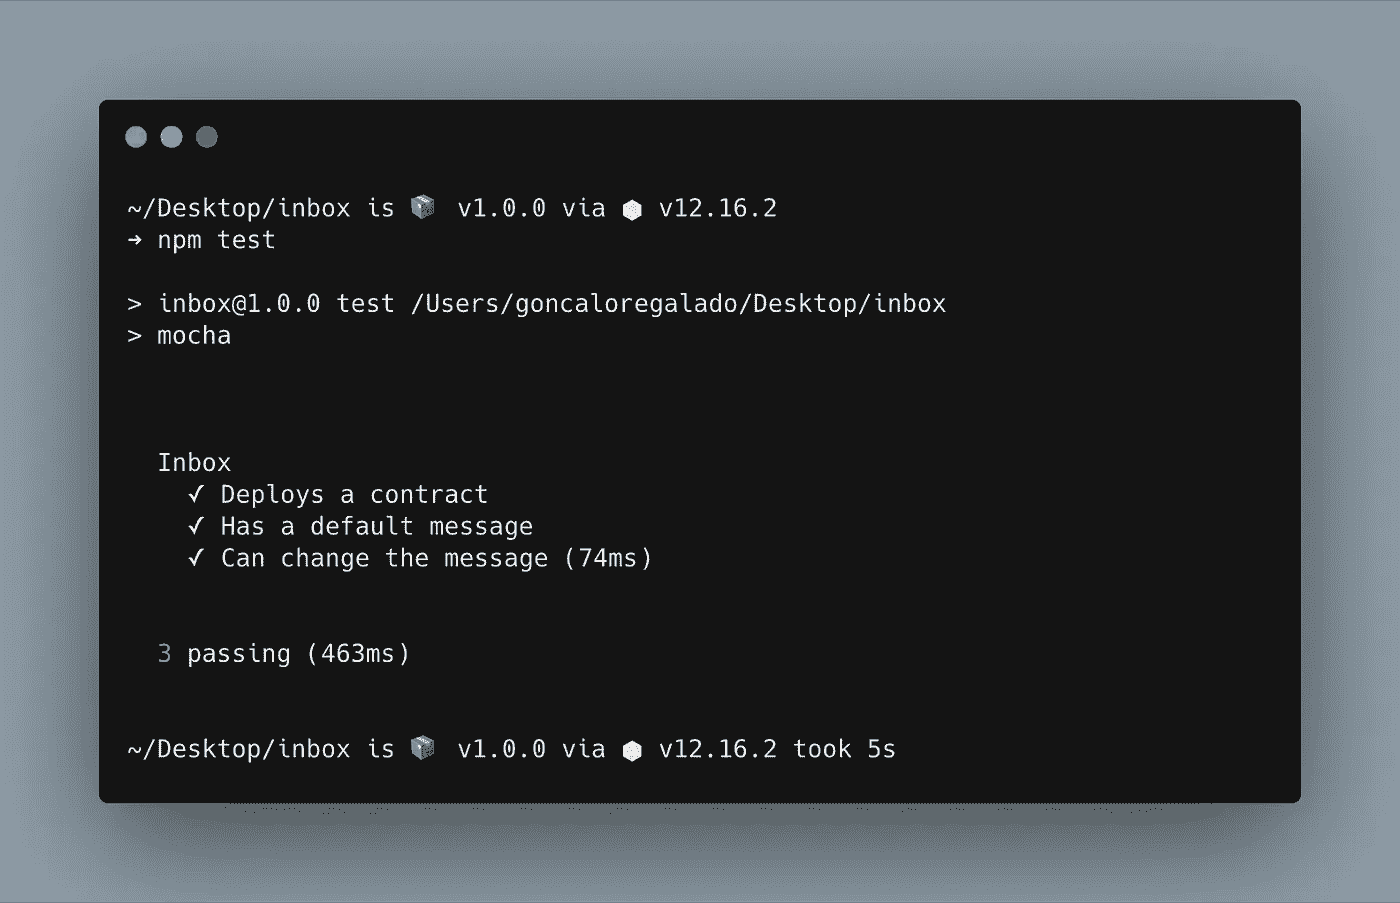 ~/Desktop/inbox is 📦 v1.0.0 via ⬢ v12.16.2
➜ npm test
> inbox@1.0.0 test /Users/goncaloregalado/Desktop/inbox
> mocha
Inbox
✓ Deploys a contract
✓ Has a default message
✓ Can change the message (74ms)
3 passing (463ms)
~/Desktop/inbox is 📦 v1.0.0 via ⬢ v12.16.2 took 5s